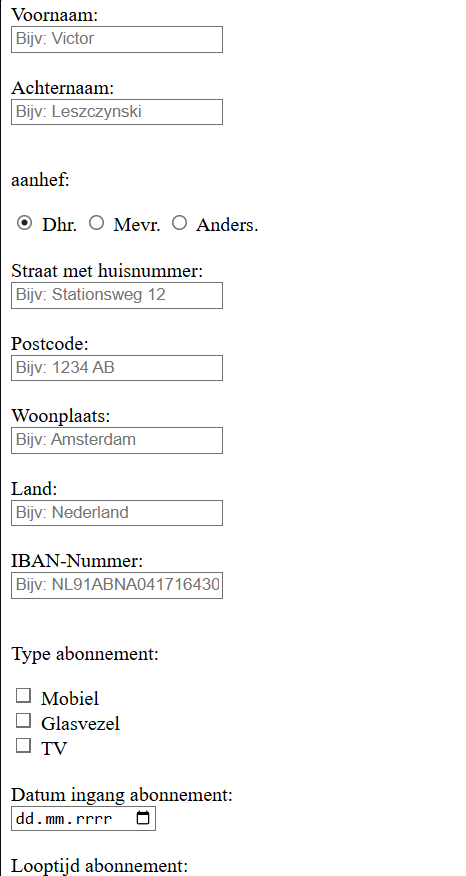 Voornaam:
Bijv: Victor
Achternaam:
Bijv: Leszczynski
aanhef:
Dhr. Mevr. Anders.
Straat met huisnummer:
Bijv: Stationsweg 12
Postcode:
Bijv: 1234 AB
Woonplaats:
Bijv: Amsterdam
Land:
Bijv: Nederland
IBAN-Nummer:
Bijv: NL91ABNA041716430
Type abonnement:
Mobiel
Glasvezel
TV
Datum ingang abonnement:
dd.mm.rrrr
Looptijd abonnement: